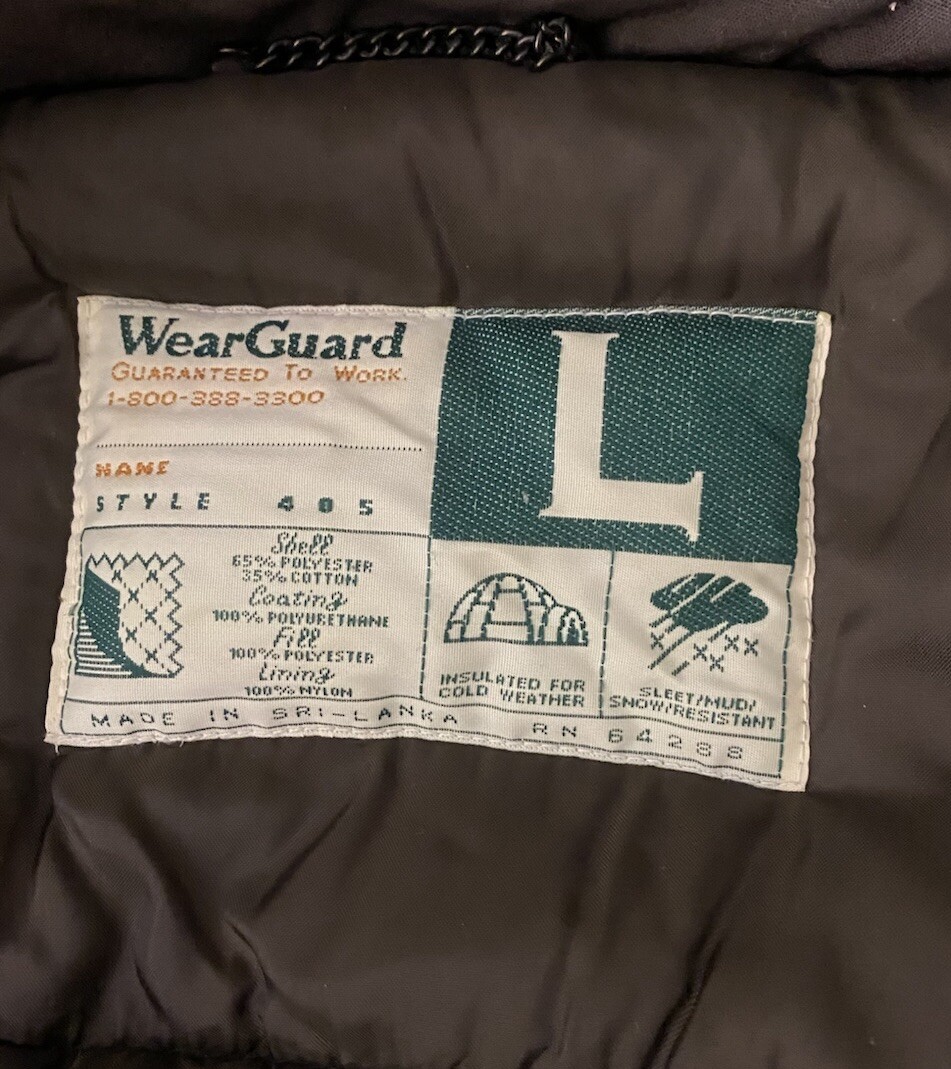 WearGuard
GUARANTEED TO WORK.
1-800-388-3300
L
NAME
STYLE 405
Shell
65% POLYESTER
35% COTTON
Coating
100% POLYURETHANE
Fill
100% POLYESTER
Lining
100% NYLON
INSULATED FOR
COLD WEATHER
SLEET/MUD/
SNOW/RESISTANT
MADE IN SRI-LANKA RN 64288